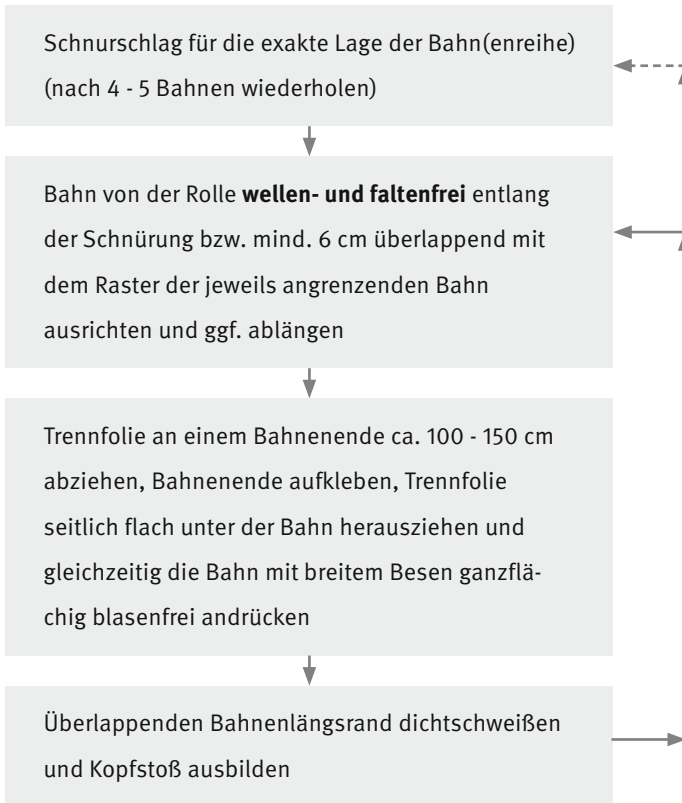 Schnurschlag für die exakte Lage der Bahn(enreihe)
(nach 4 - 5 Bahnen wiederholen)
Bahn von der Rolle wellen- und faltenfrei entlang
der Schnürung bzw. mind. 6 cm überlappend mit
dem Raster der jeweils angrenzenden Bahn
ausrichten und ggf. ablängen
Trennfolie an einem Bahnenende ca. 100 - 150 cm
abziehen, Bahnenende aufkleben, Trennfolie
seitlich flach unter der Bahn herausziehen und
gleichzeitig die Bahn mit breitem Besen ganzflä-
chig blasenfrei andrücken
Überlappenden Bahnenlängsrand dichtschweißen
und Kopfstoß ausbilden